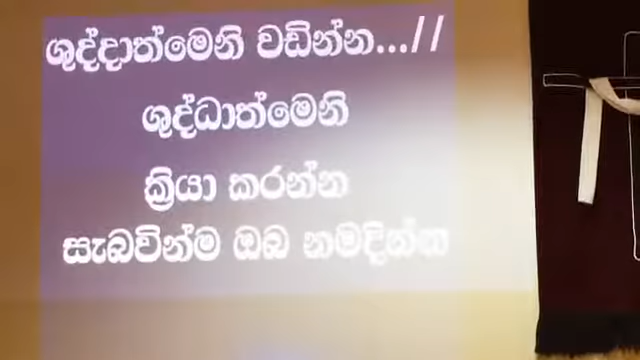 ශුද්දාත්මෙනි වඩින්න...//
ශුද්ධාත්මෙනි
ක්‍රියා කරන්න
සැබවින්ම ඔබ නමදින්න